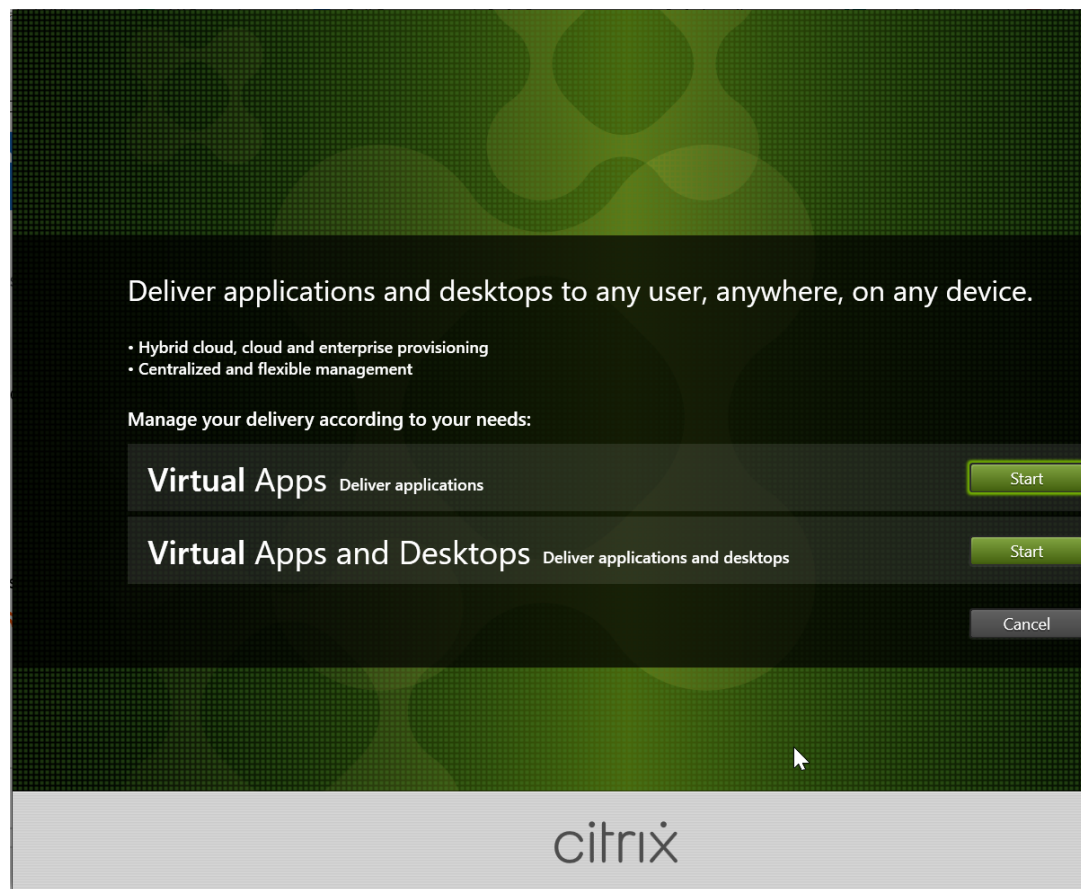 Deliver applications and desktops to any user, anywhere, on any device.
• Hybrid cloud, cloud and enterprise provisioning
• Centralized and flexible management
Manage your delivery according to your needs:
Virtual Apps Deliver applications Start
Virtual Apps and Desktops Deliver applications and desktops Start
Cancel
citrix